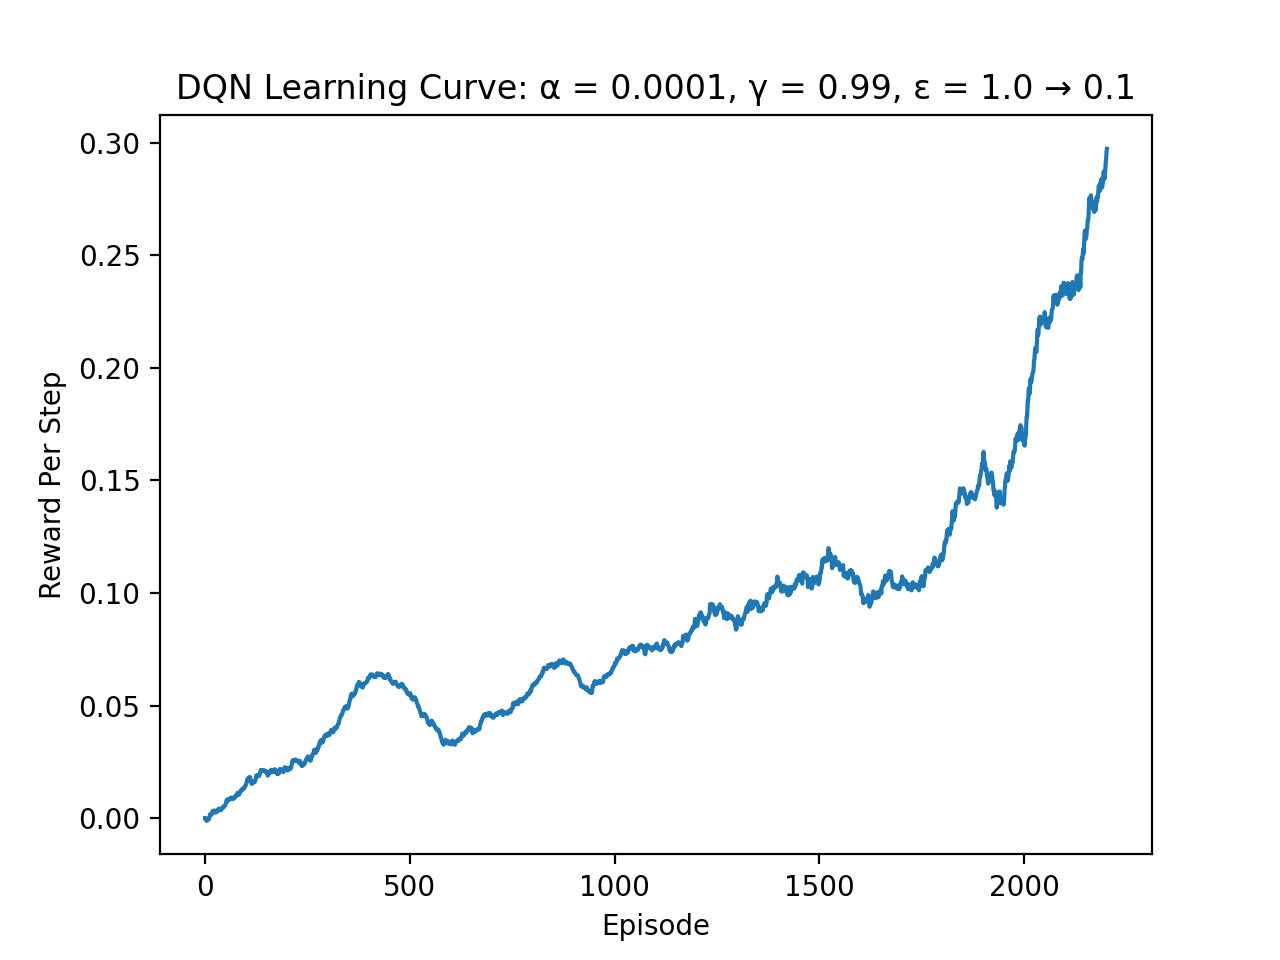 DQN Learning Curve: α = 0.0001, γ = 0.99, ε = 1.0 → 0.1
0.30
0.25
0.20
0.15
0.10
0.05
0.00
Reward Per Step
0 500 1000 1500 2000
Episode